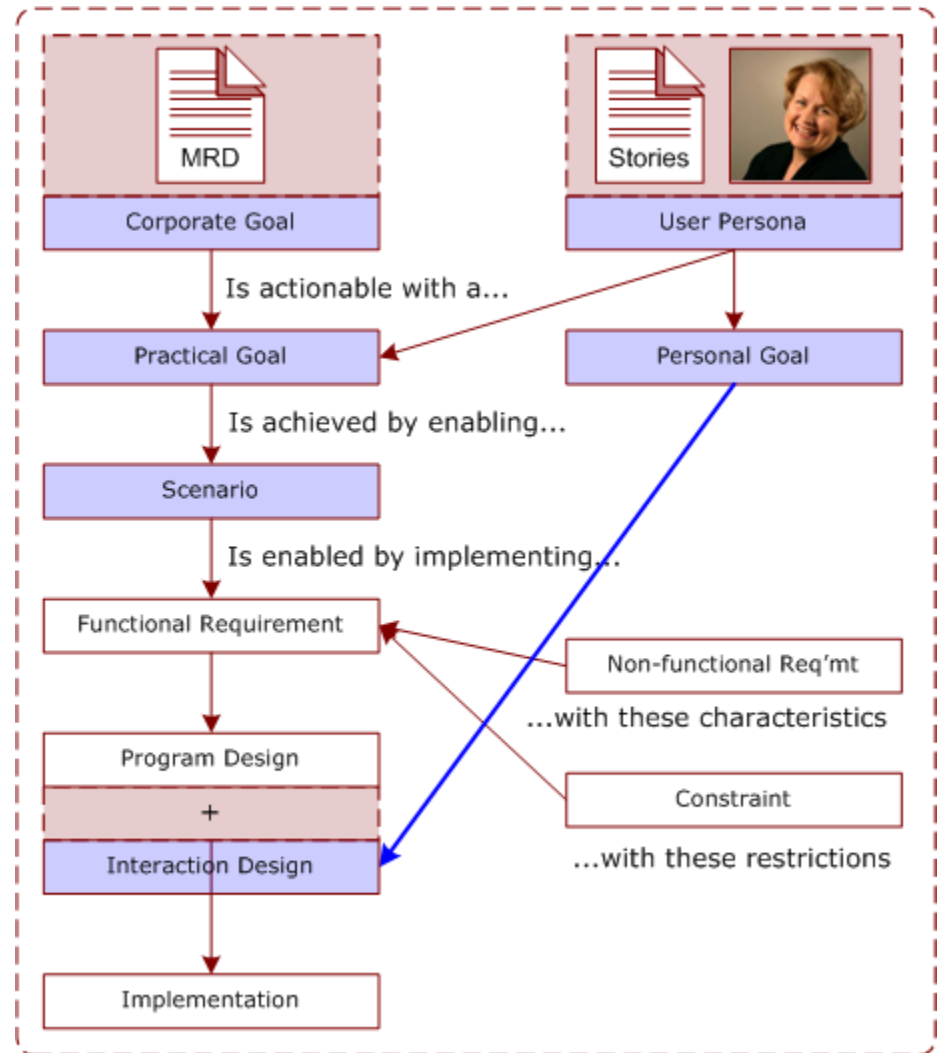 MRD
Stories
Corporate Goal
User Persona
Is actionable with a...
Practical Goal
Personal Goal
Is achieved by enabling...
Scenario
Is enabled by implementing...
Functional Requirement
Non-functional Req'mt
...with these characteristics
Program Design
+
Constraint
Interaction Design
...with these restrictions
Implementation